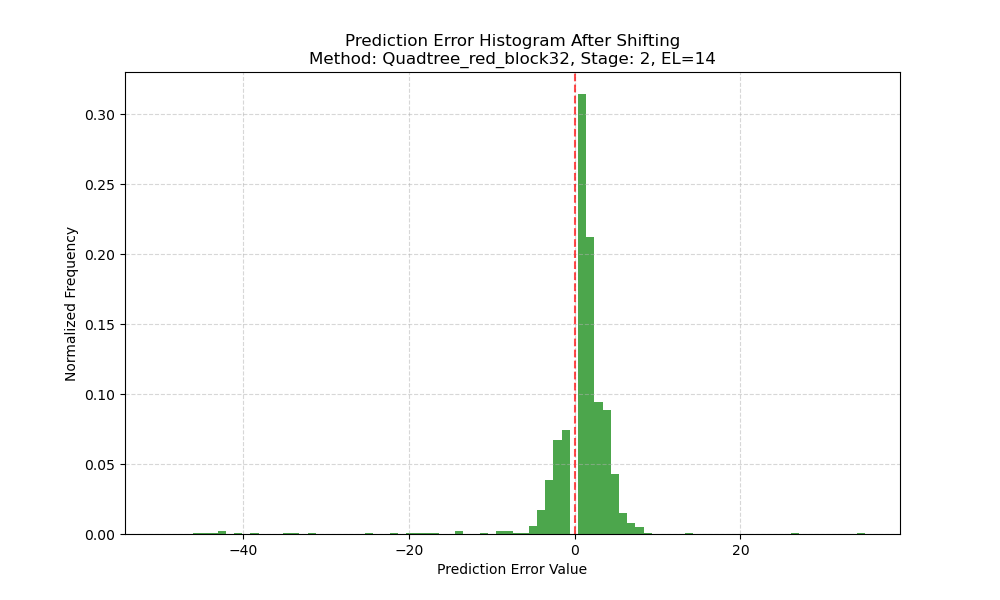 Prediction Error Histogram After Shifting
Method: Quadtree_red_block32, Stage: 2, EL=14
0.30
0.25
0.20
0.15
0.10
0.05
0.00
Normalized Frequency
−40
−20
0
20
Prediction Error Value